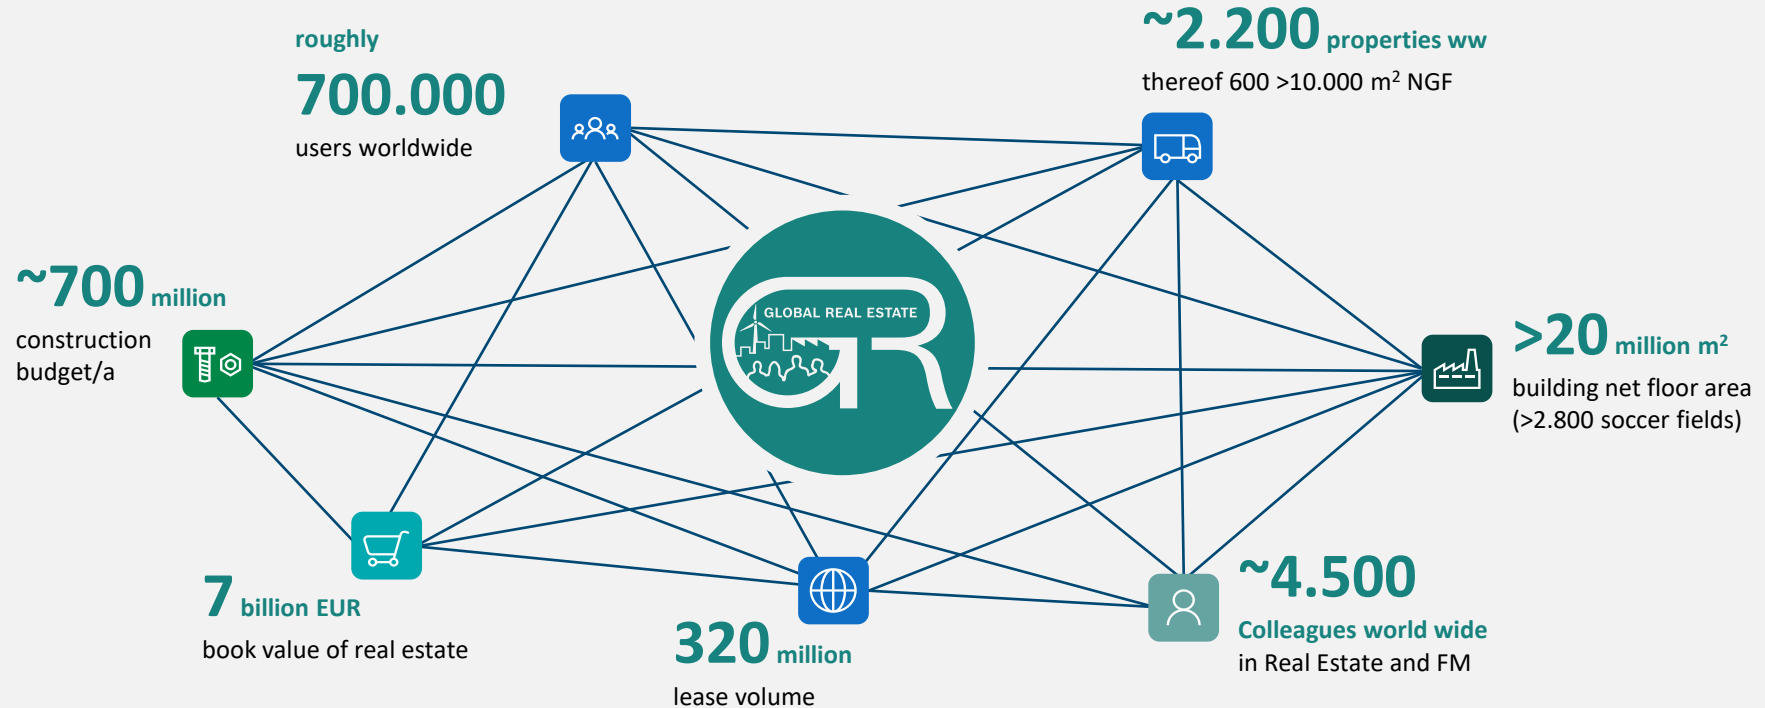 roughly
700.000
users worldwide
~2.200 properties ww
thereof 600 >10.000 m² NGF
~700 million
construction
budget/a
GLOBAL REAL ESTATE
GR
>20 million m²
building net floor area
(>2.800 soccer fields)
7 billion EUR
book value of real estate
320 million
lease volume
~4.500
Colleagues world wide
in Real Estate and FM